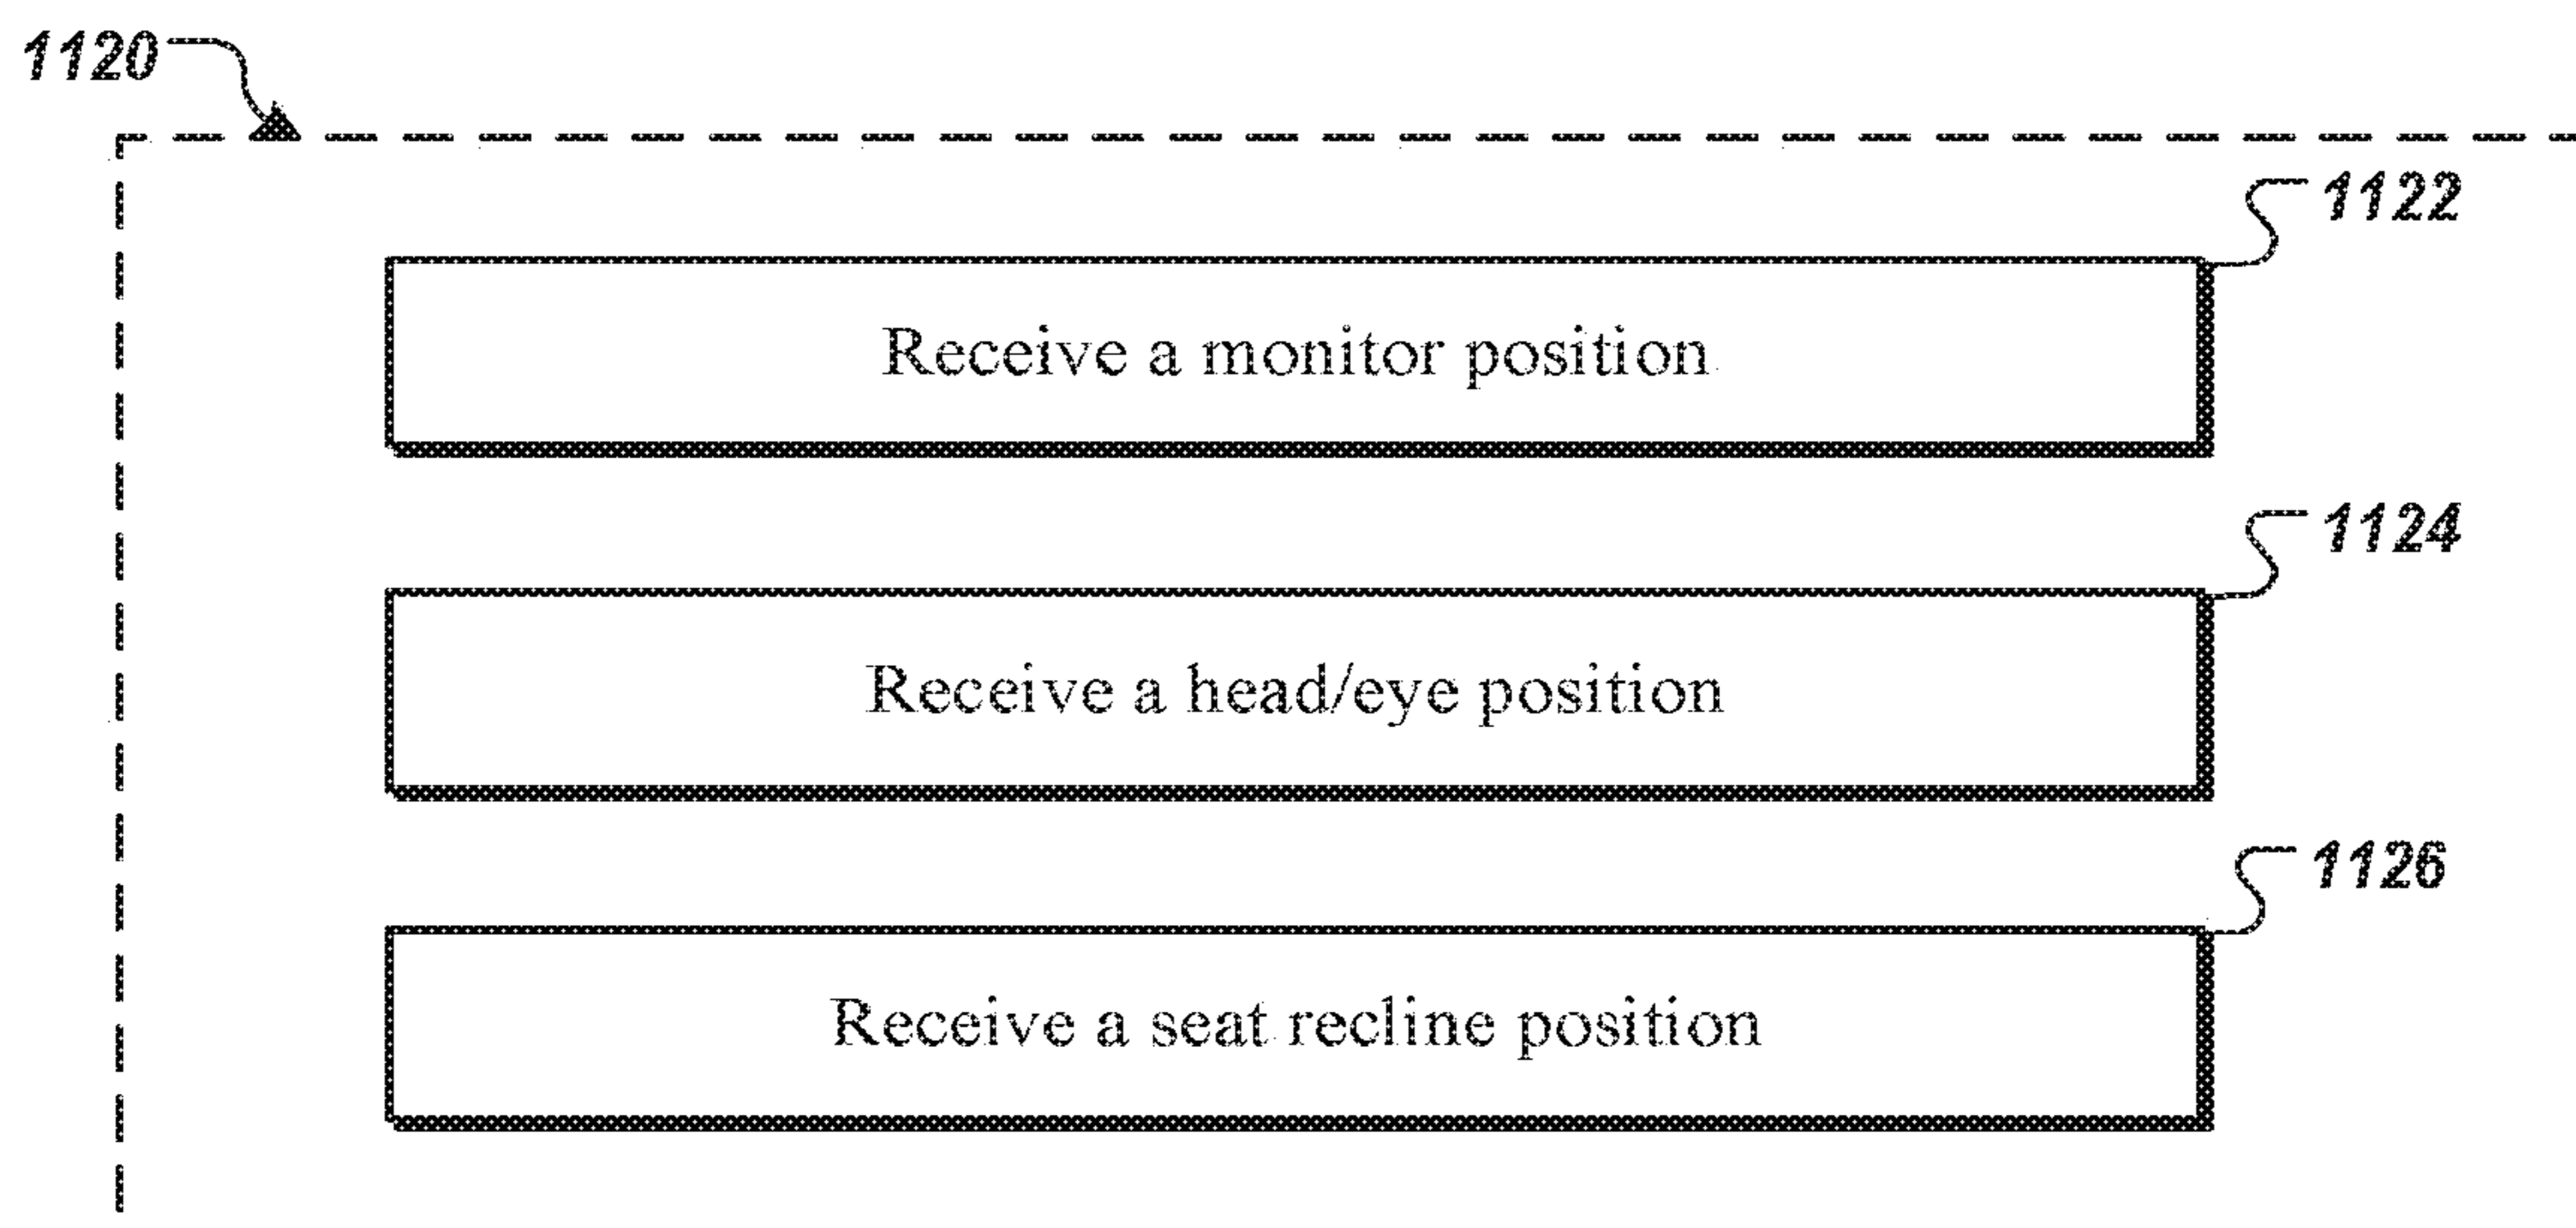 1120
1122
Receive a monitor position
1124
Receive a head/eye position
1126
Receive a seat recline position